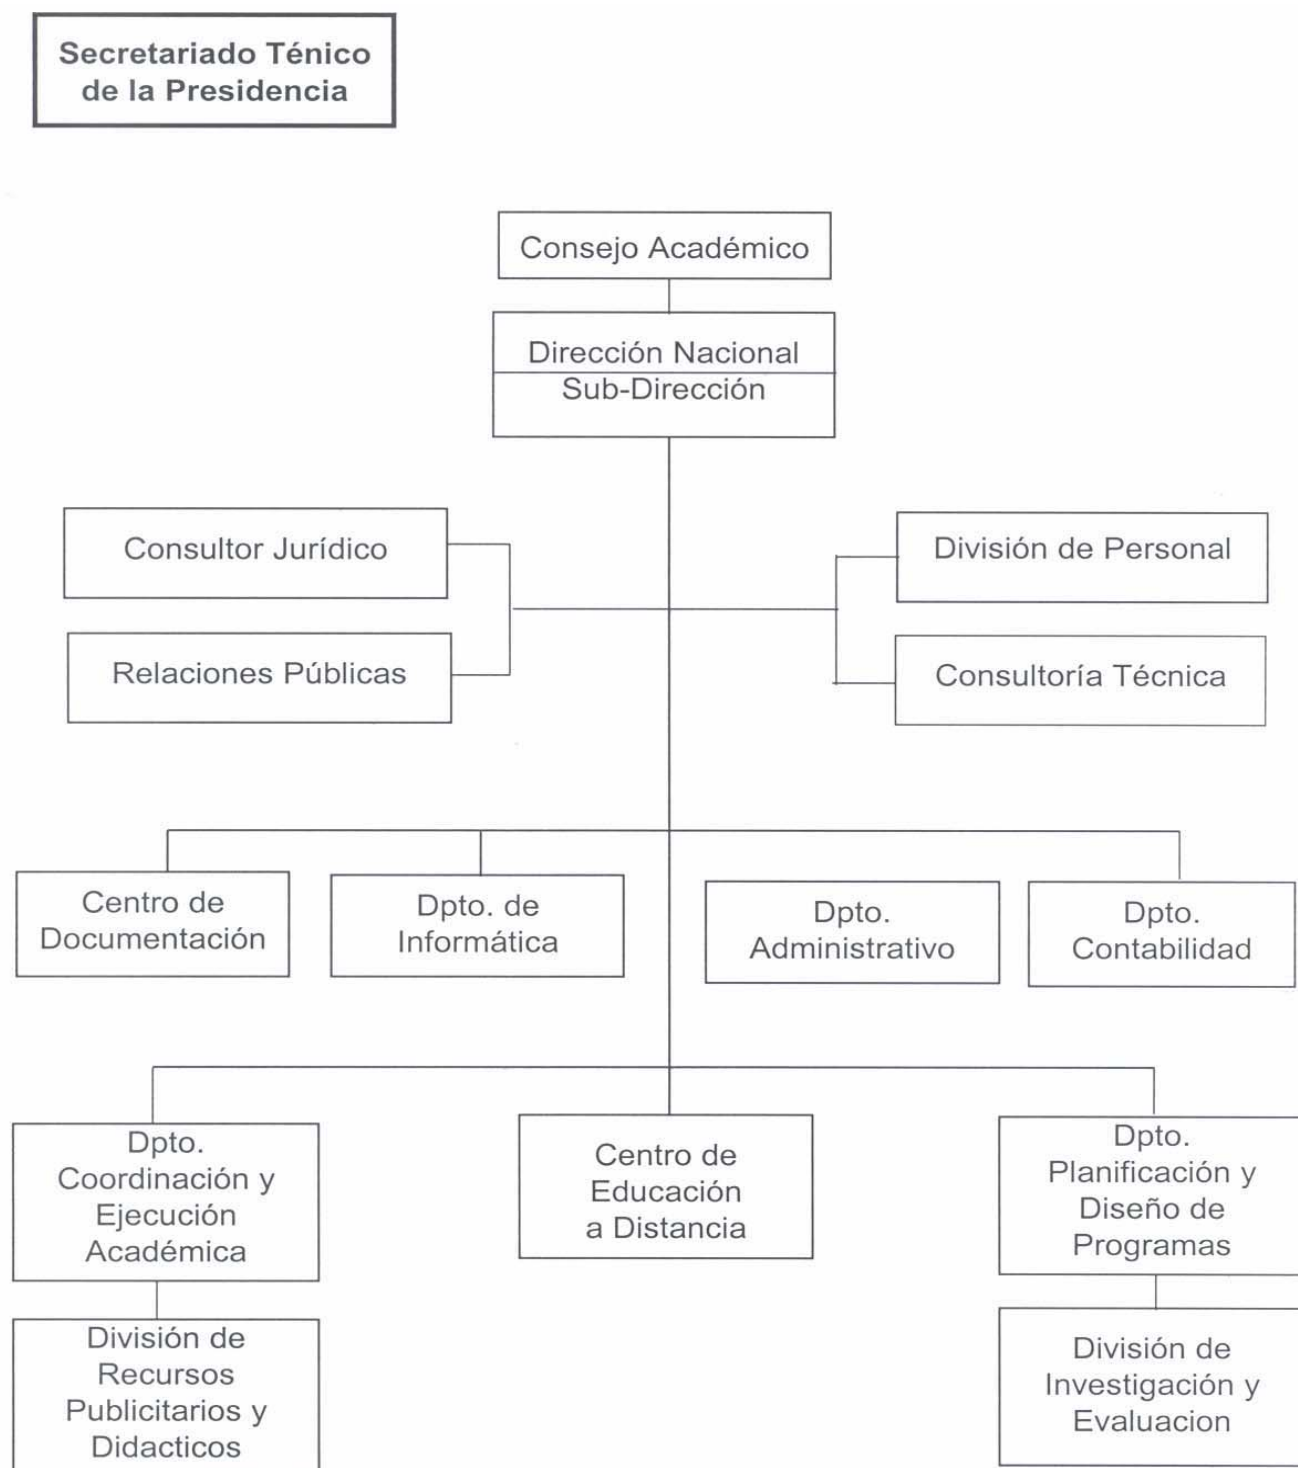 Secretariado Ténico
de la Presidencia
Consejo Académico
Dirección Nacional
Sub-Dirección
Consultor Jurídico
División de Personal
Relaciones Públicas
Consultoría Técnica
Centro de
Documentación
Dpto. de
Informática
Dpto.
Administrativo
Dpto.
Contabilidad
Dpto.
Coordinación y
Ejecución
Académica
Centro de
Educación
a Distancia
Dpto.
Planificación y
Diseño de
Programas
División de
Recursos
Publicitarios y
Didacticos
División de
Investigación y
Evaluacion